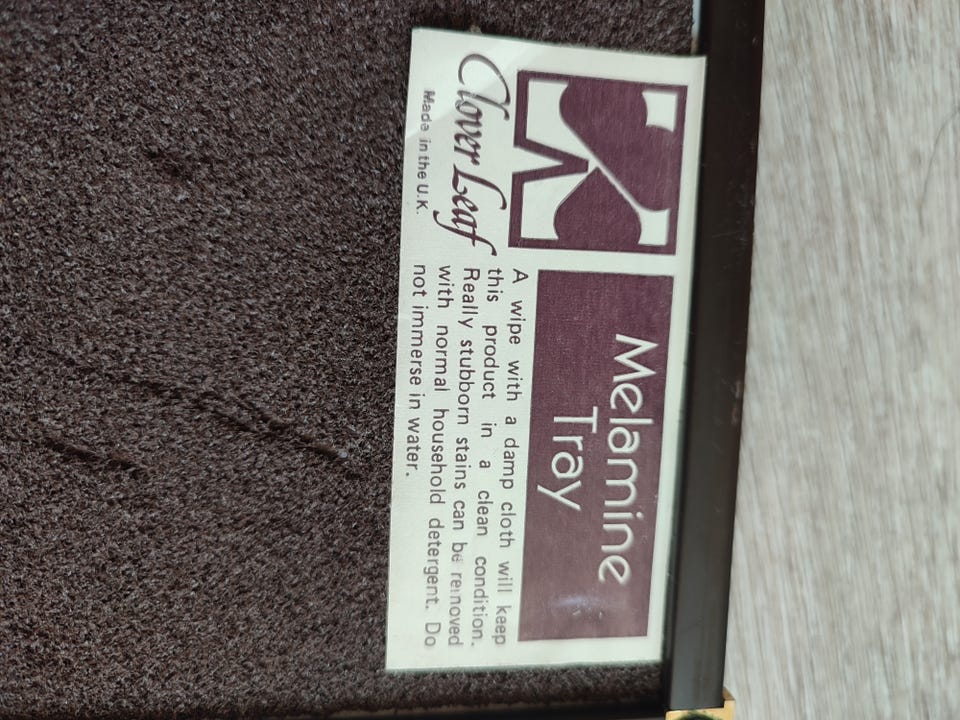 Melamine
Tray
Clover Leaf
Made in the U.K.
A wipe with a damp cloth will keep
this product in a clean condition.
Really stubborn stains can be removed
with normal household detergent. Do
not immerse in water.